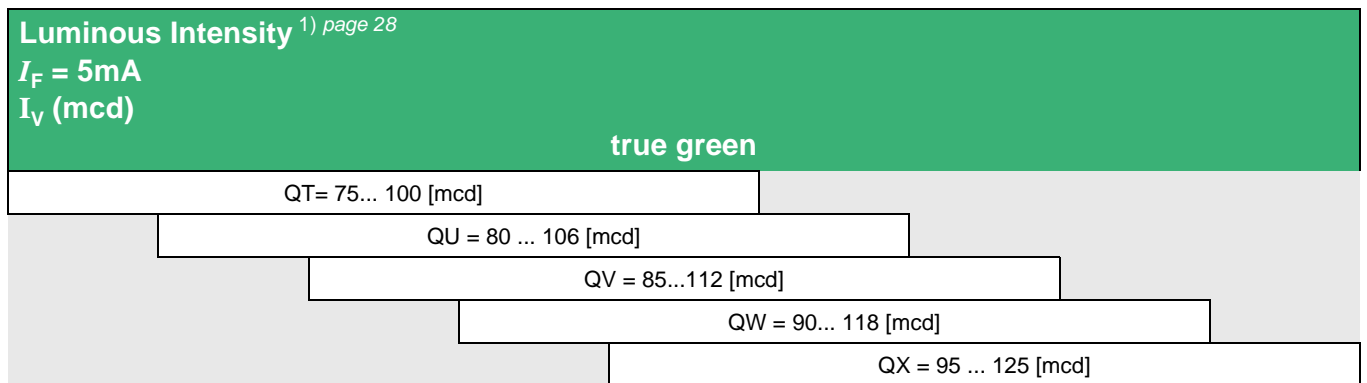 Luminous Intensity 1) page 28
IF = 5mA
IV (mcd)
true green
QT= 75... 100 [mcd]
QU = 80 ... 106 [mcd]
QV = 85...112 [mcd]
QW = 90... 118 [mcd]
QX = 95 ... 125 [mcd]